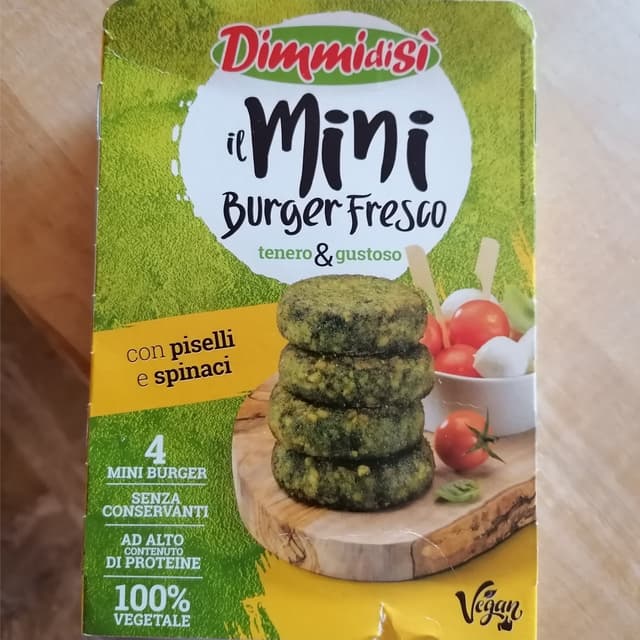 DimmidiSì
il Mini
Burger Fresco
tenero & gustoso
con piselli
e spinaci
4
MINI BURGER
SENZA
CONSERVANTI
AD ALTO
CONTENUTO
DI PROTEINE
100%
VEGETALE
Vegan